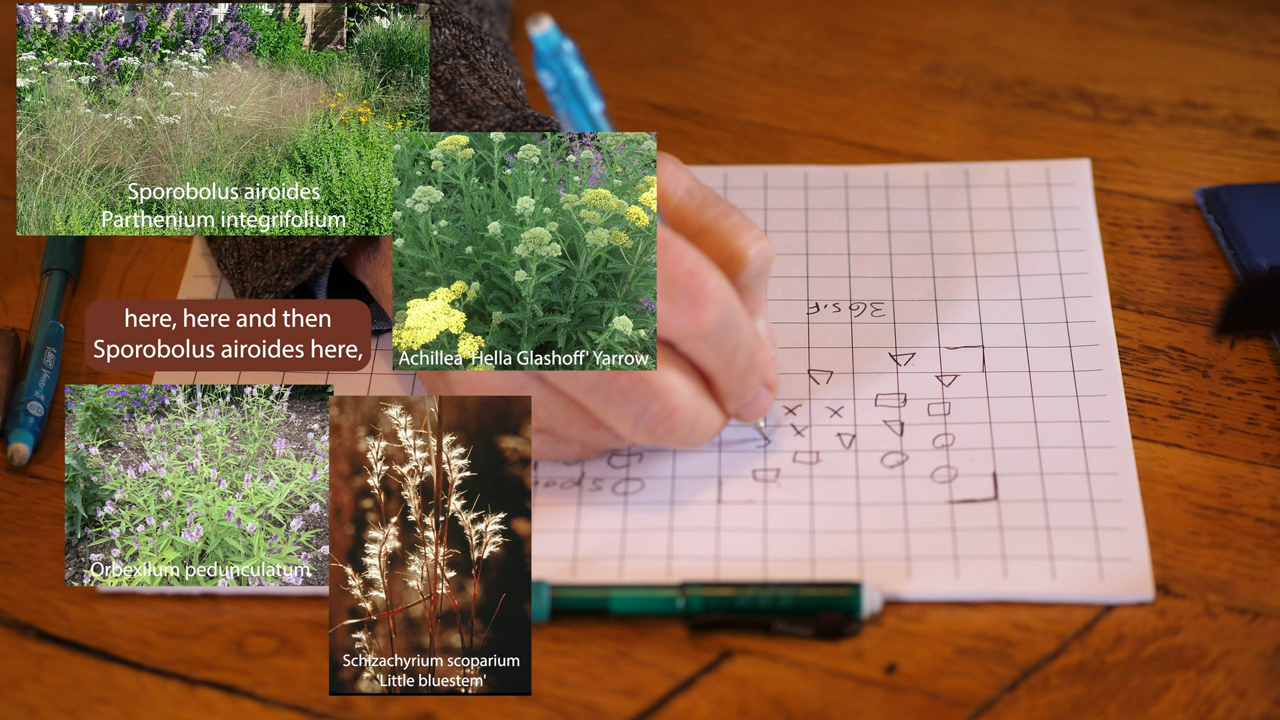 Sporobolus airoides
Parthenium integrifolium
Achillea 'Hella Glashoff' Yarrow
here, here and then
Sporobolus airoides here,
Orbexilum pedunculatum
Schizachyrium scoparium
'Little bluestem'
36 S.F